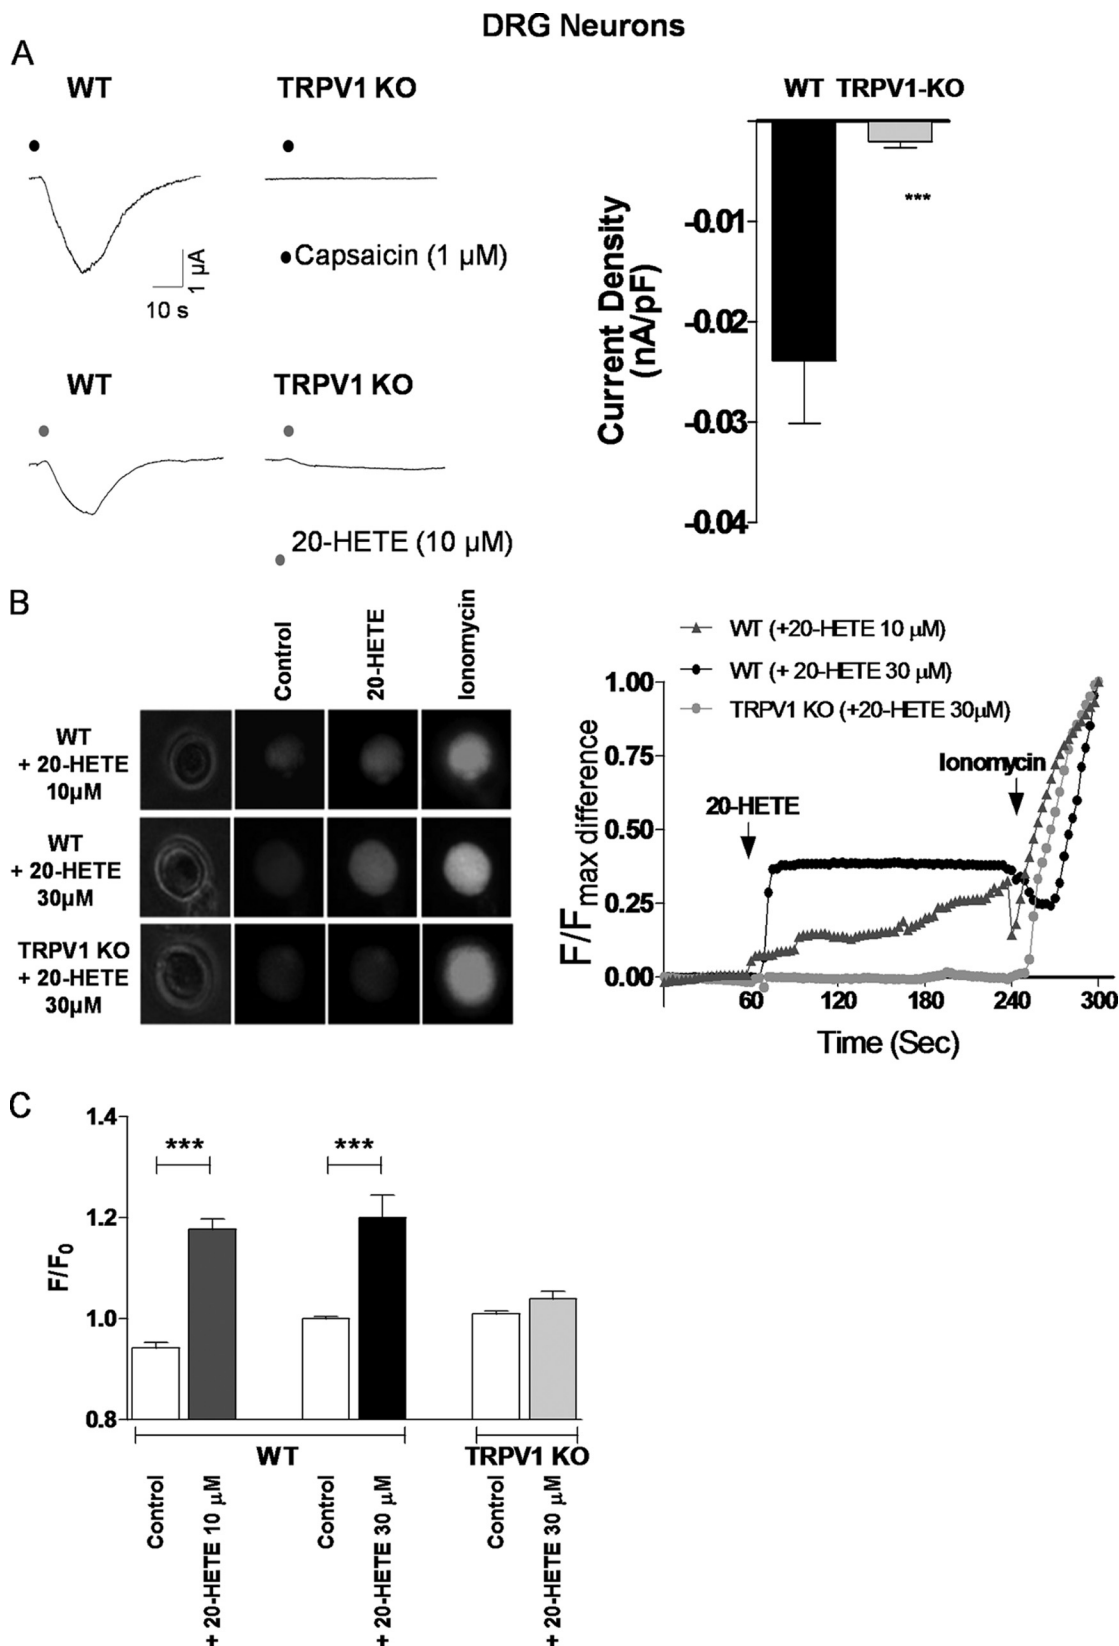 DRG Neurons
A
WT
TRPV1 KO
Capsaicin (1 µM)
1 µA
10 s
WT
TRPV1 KO
20-HETE (10 µM)
WT TRPV1-KO
***
-0.01
-0.02
-0.03
-0.04
Current Density
(nA/pF)
B
Control
20-HETE
Ionomycin
WT
+ 20-HETE
10µM
WT
+ 20-HETE
30µM
TRPV1 KO
+ 20-HETE
30µM
WT (+20-HETE 10 µM)
WT (+ 20-HETE 30 µM)
TRPV1 KO (+20-HETE 30µM)
1.00
0.75
0.50
0.25
0.00
F/Fmax difference
20-HETE
Ionomycin
60
120
180
240
300
Time (Sec)
C
1.4
1.2
1.0
0.8
F/F0
***
***
WT
TRPV1 KO
Control
+ 20-HETE 10 µM
Control
+ 20-HETE 30 µM
Control
+ 20-HETE 30 µM